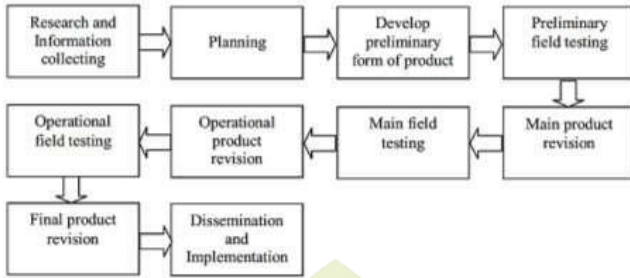 Research and
Information
collecting
Planning
Develop
preliminary
form of product
Preliminary
field testing
Main product
revision
Main field
testing
Operational
product
revision
Operational
field testing
Final product
revision
Dissemination
and
Implementation